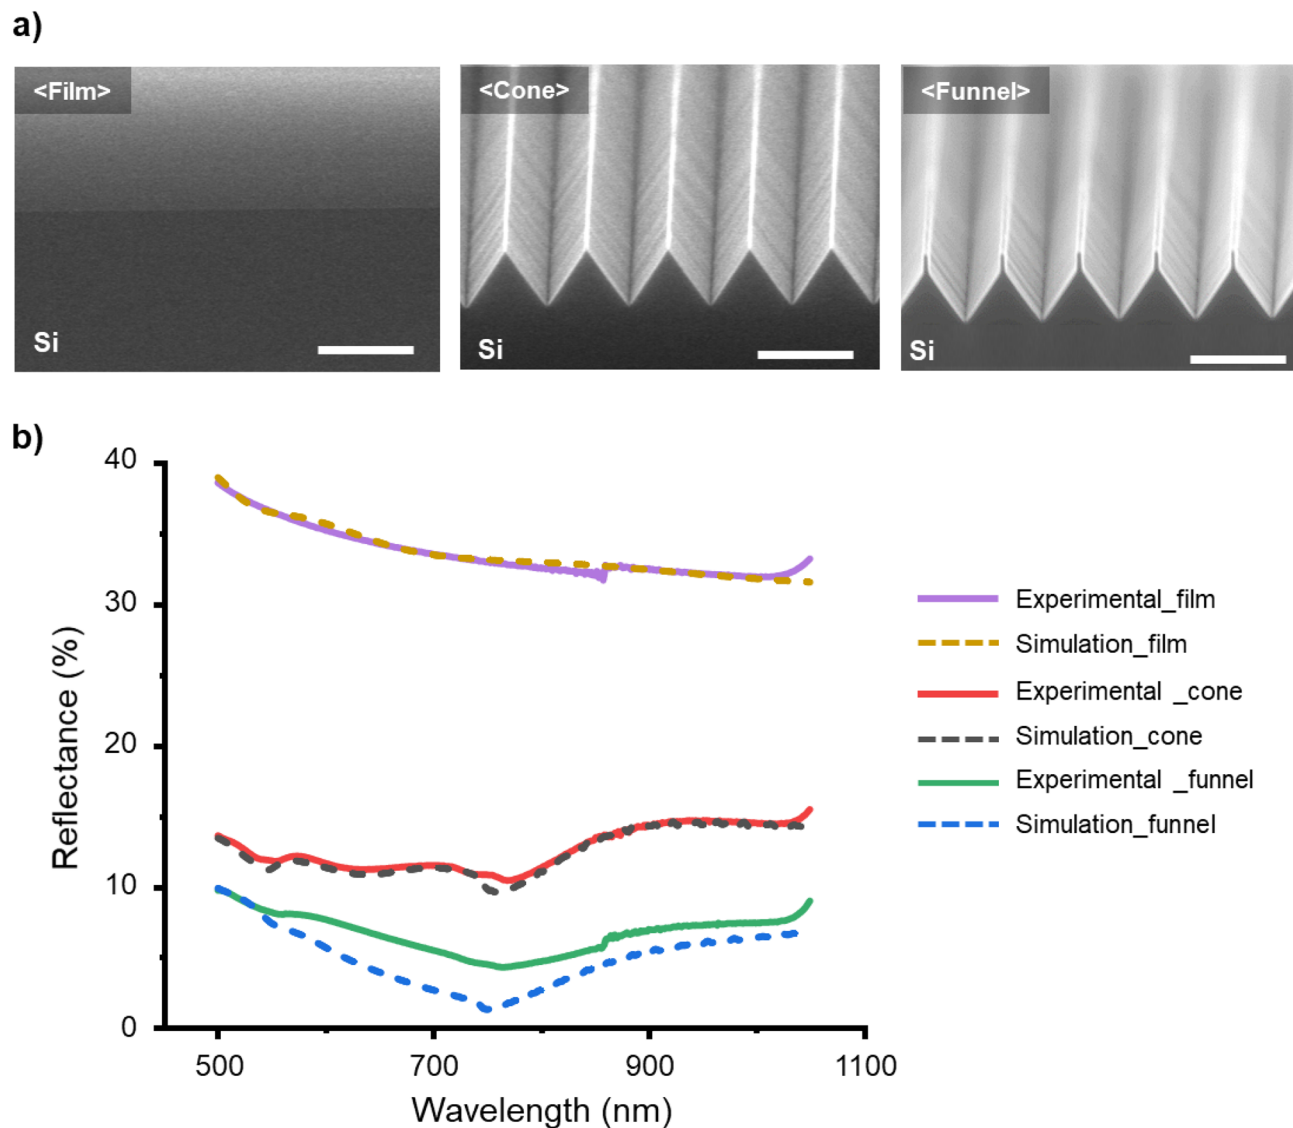 a)
<Film>
<Cone>
<Funnel>
Si
Si
Si
b)
40
30
20
10
0
Reflectance (%)
500
700
900
1100
Wavelength (nm)
Experimental_film
Simulation_film
Experimental _cone
Simulation_cone
Experimental _funnel
Simulation_funnel